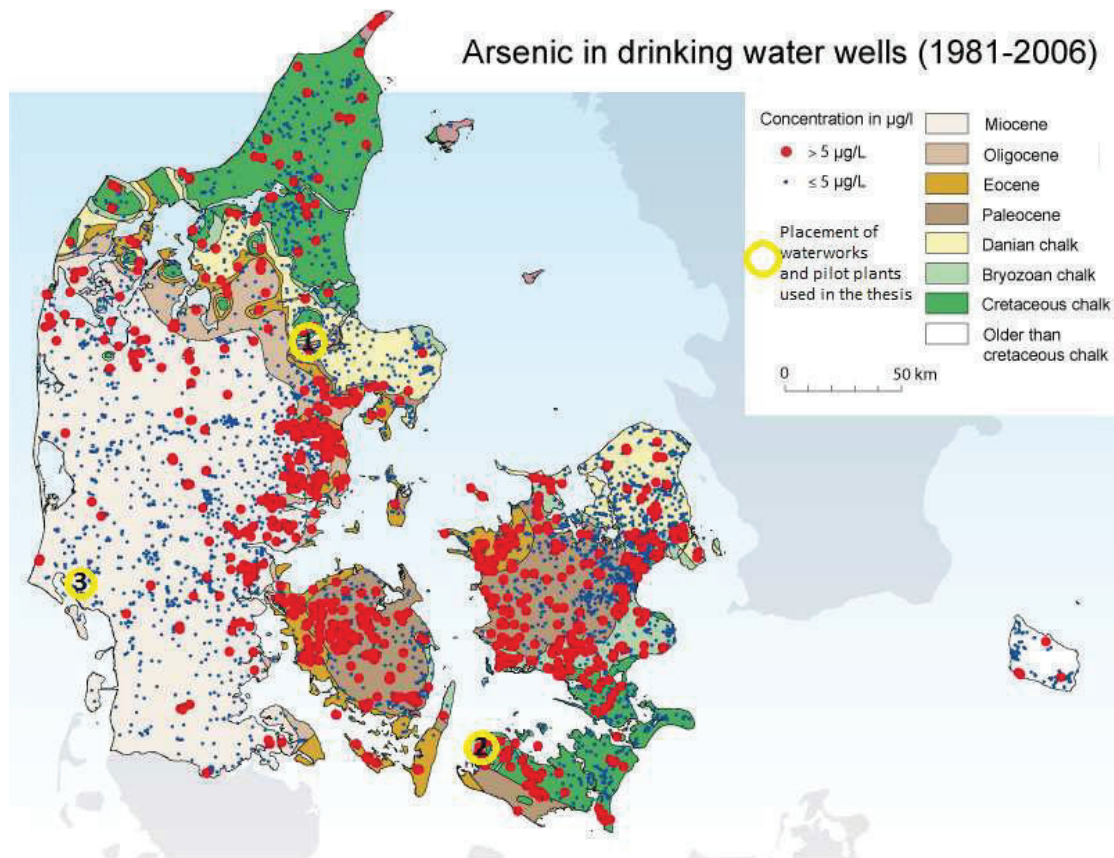 Arsenic in drinking water wells (1981-2006)
Concentration in µg/l
> 5 µg/L
≤ 5 µg/L
Placement of
waterworks
and pilot plants
used in the thesis
0 50 km
Miocene
Oligocene
Eocene
Paleocene
Danian chalk
Bryozoan chalk
Cretaceous chalk
Older than
cretaceous chalk
1
3
2